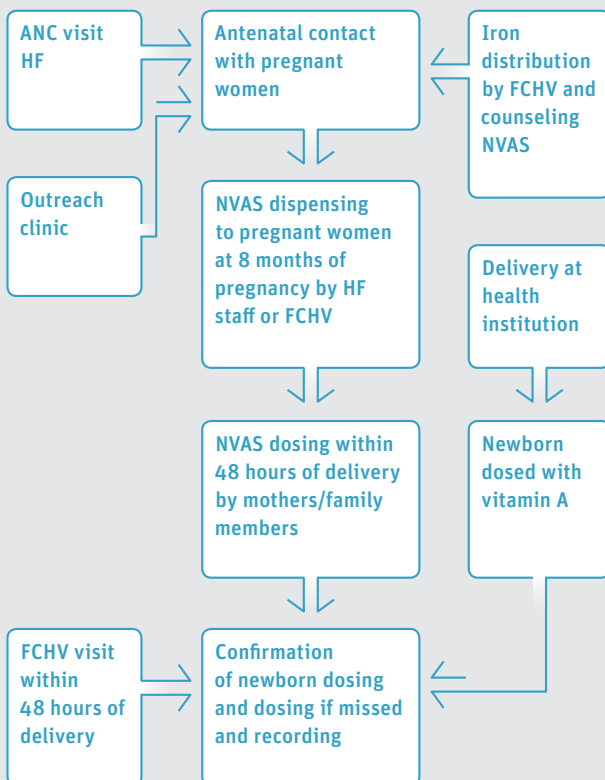 ANC visit
HF
Antenatal contact
with pregnant
women
Iron
distribution
by FCHV and
counseling
NVAS
Outreach
clinic
NVAS dispensing
to pregnant women
at 8 months of
pregnancy by HF
staff or FCHV
Delivery at
health
institution
NVAS dosing within
48 hours of delivery
by mothers/family
members
Newborn
dosed with
vitamin A
FCHV visit
within
48 hours of
delivery
Confirmation
of newborn dosing
and dosing if missed
and recording